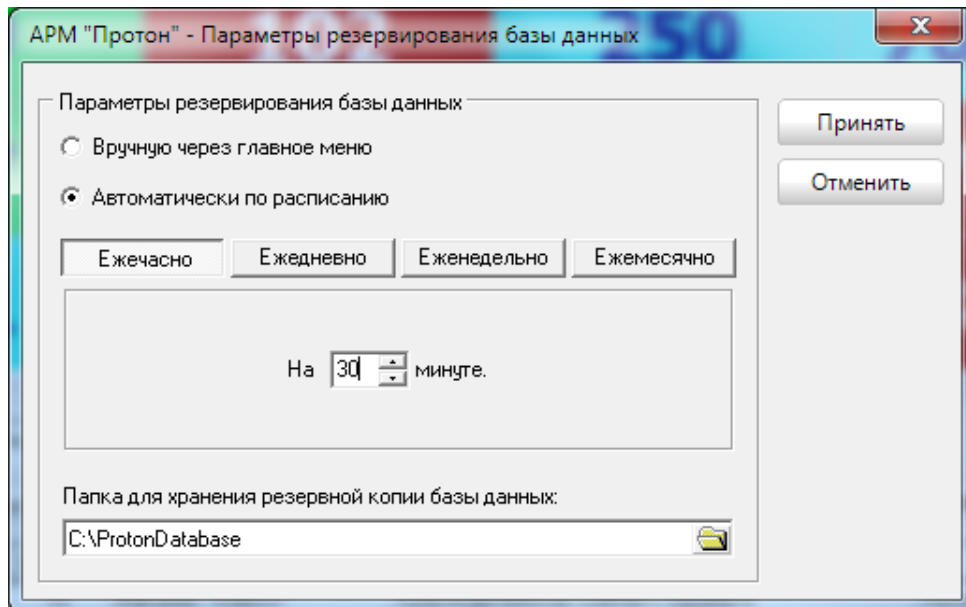 АРМ "Протон" - Параметры резервирования базы данных
250
Параметры резервирования базы данных
Принять
Вручную через главное меню
Отменить
Автоматически по расписанию
Ежечасно Ежедневно Еженедельно Ежемесячно
На 30 минуте.
Папка для хранения резервной копии базы данных:
C:\ProtonDatabase